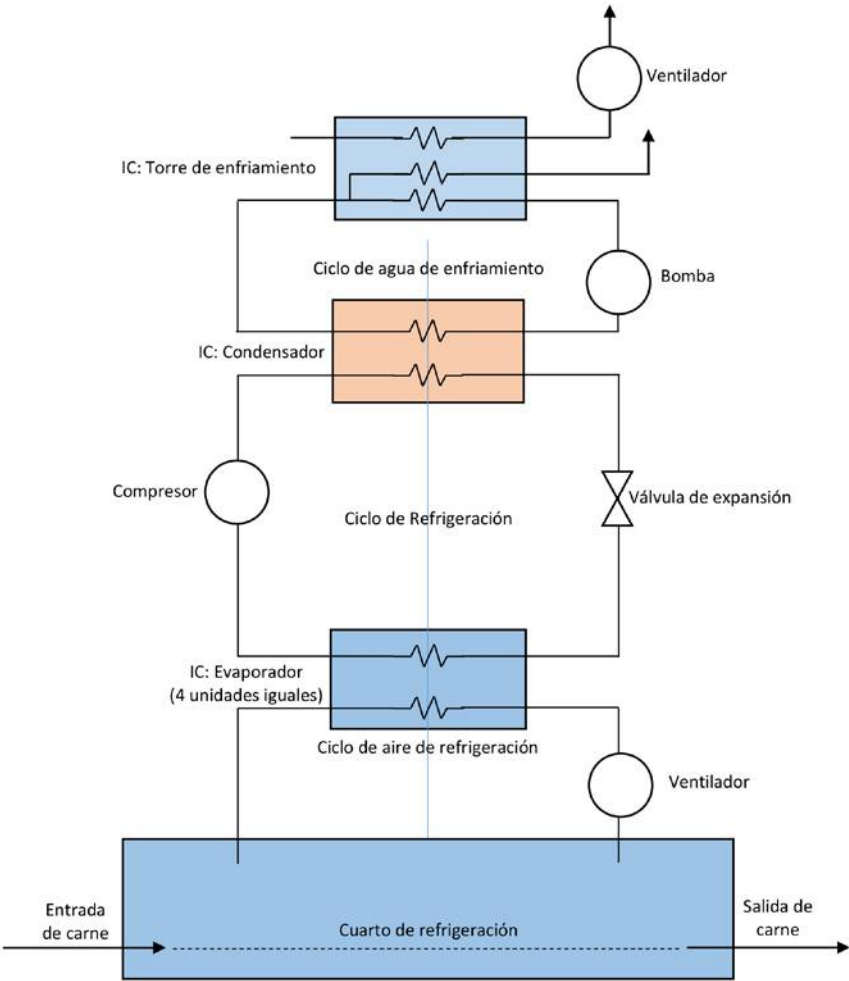 Ventilador
IC: Torre de enfriamiento
Ciclo de agua de enfriamiento
Bomba
IC: Condensador
Compresor
Válvula de expansión
Ciclo de Refrigeración
IC: Evaporador
(4 unidades iguales)
Ciclo de aire de refrigeración
Ventilador
Entrada
de carne
Cuarto de refrigeración
Salida de
carne